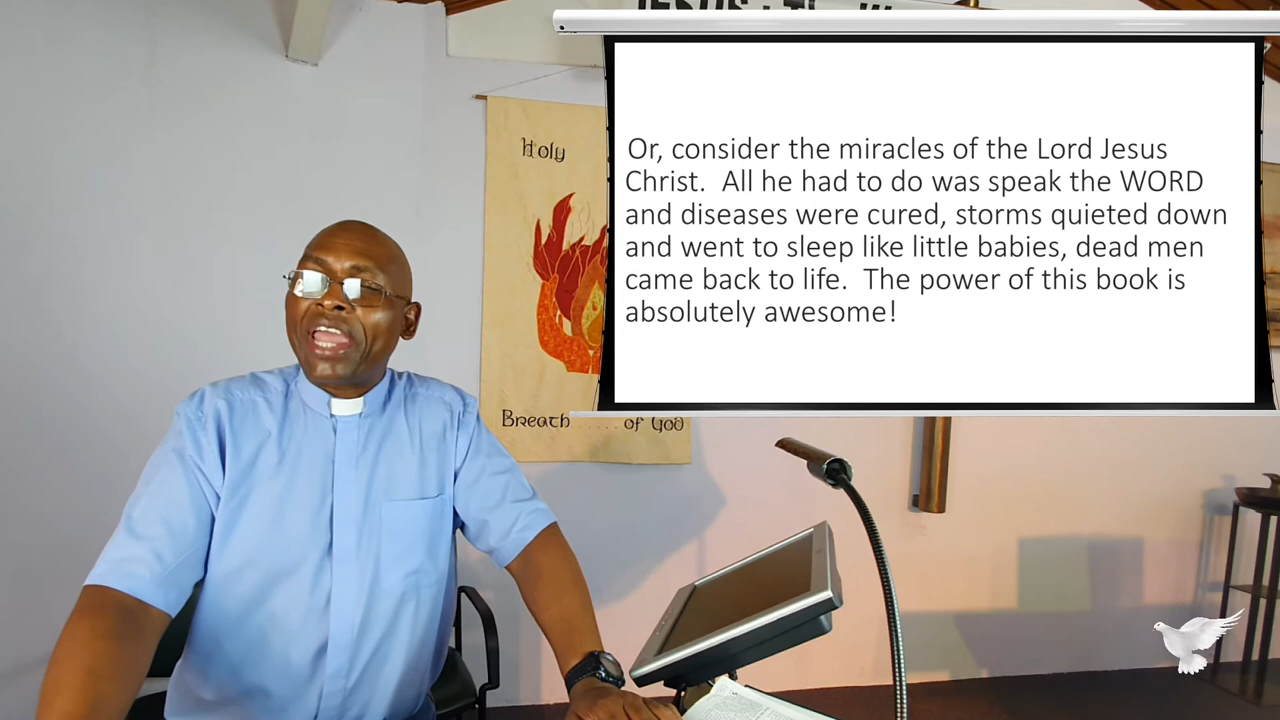 JESUS : The
Holy
Or, consider the miracles of the Lord Jesus
Christ.  All he had to do was speak the WORD
and diseases were cured, storms quieted down
and went to sleep like little babies, dead men
came back to life.  The power of this book is
absolutely awesome!
Breath ..... of God